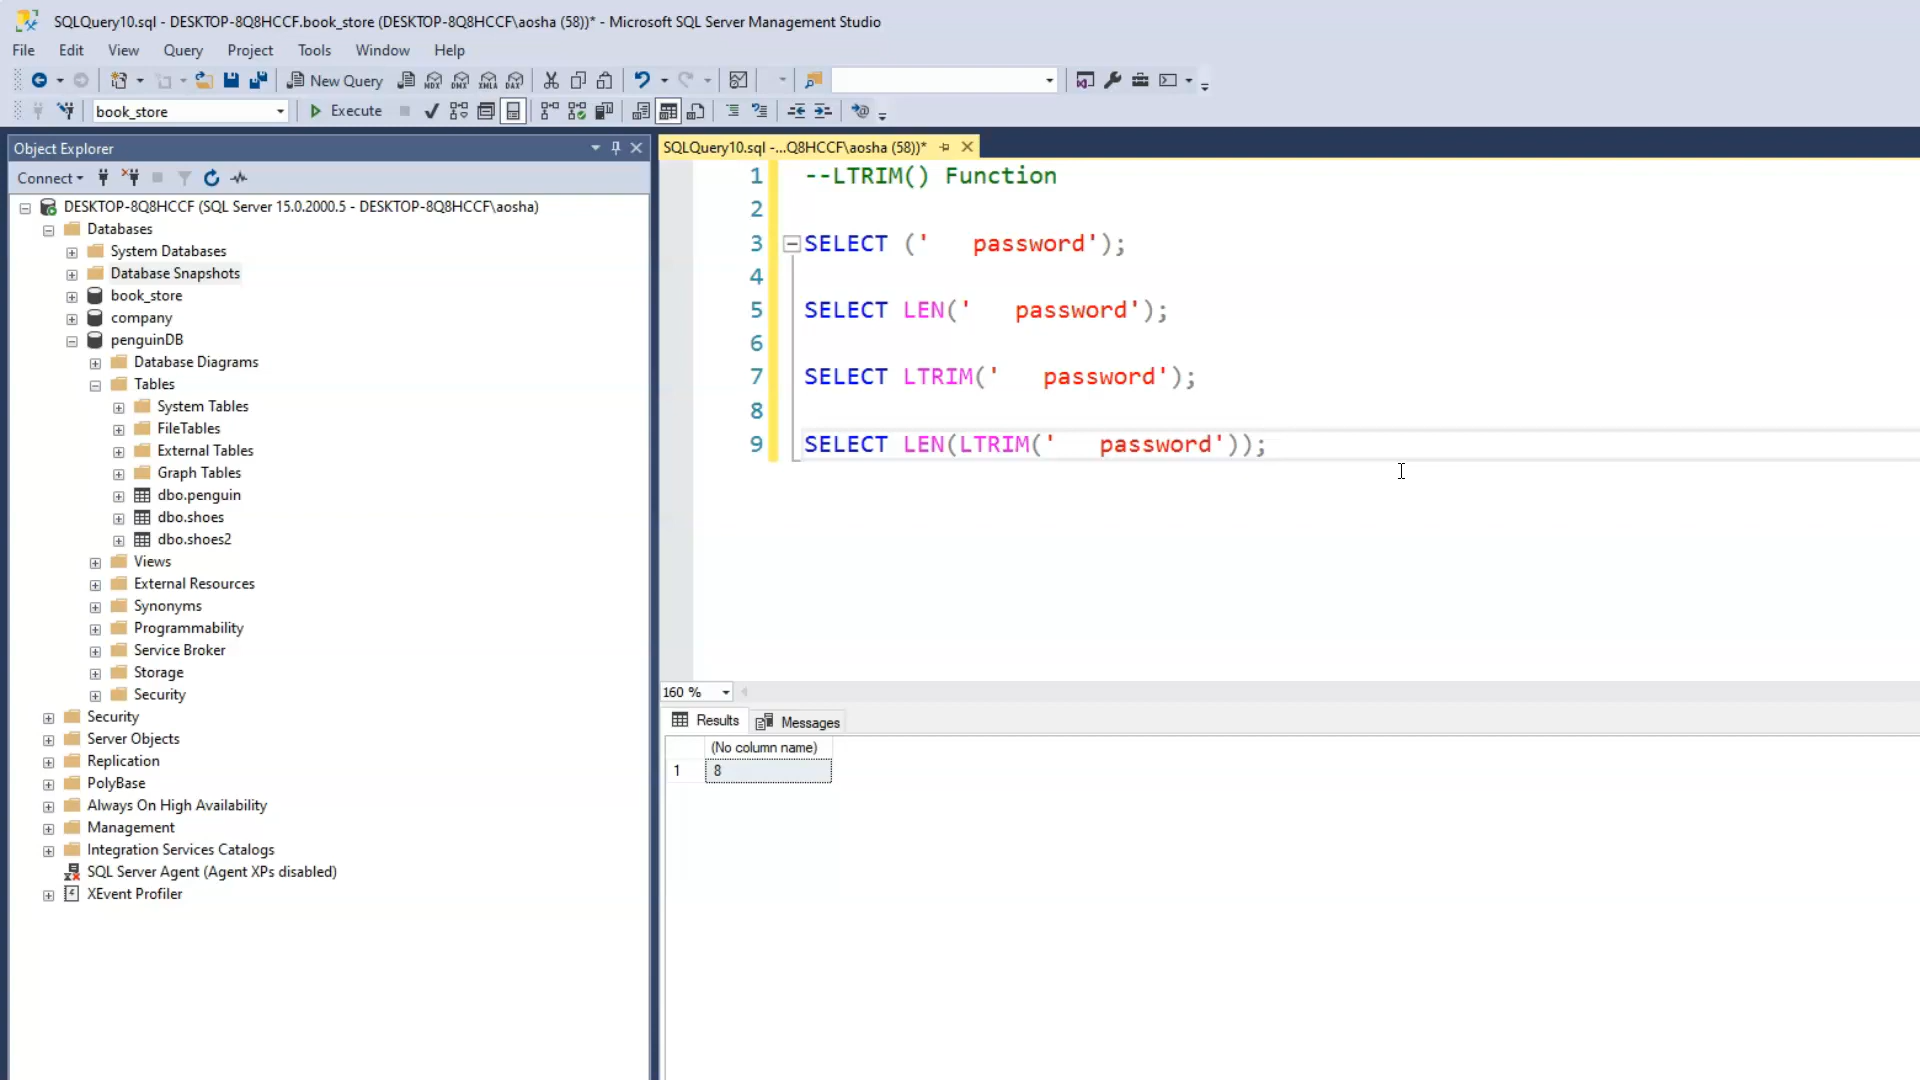 SQLQuery10.sql - DESKTOP-8Q8HCCF.book_store (DESKTOP-8Q8HCCF\aosha (58))* - Microsoft SQL Server Management Studio
File Edit View Query Project Tools Window Help
New Query
book_store Execute
Object Explorer
Connect
DESKTOP-8Q8HCCF (SQL Server 15.0.2000.5 - DESKTOP-8Q8HCCF\aosha)
Databases
System Databases
Database Snapshots
book_store
company
penguinDB
Database Diagrams
Tables
System Tables
FileTables
External Tables
Graph Tables
dbo.penguin
dbo.shoes
dbo.shoes2
Views
External Resources
Synonyms
Programmability
Service Broker
Storage
Security
Security
Server Objects
Replication
PolyBase
Always On High Availability
Management
Integration Services Catalogs
SQL Server Agent (Agent XPs disabled)
XEvent Profiler
SQLQuery10.sql -...Q8HCCF\aosha (58))*
1 --LTRIM() Function
2
3 SELECT ('   password');
4
5 SELECT LEN('   password');
6
7 SELECT LTRIM('   password');
8
9 SELECT LEN(LTRIM('   password'));
160 %
Results Messages
(No column name)
1 8